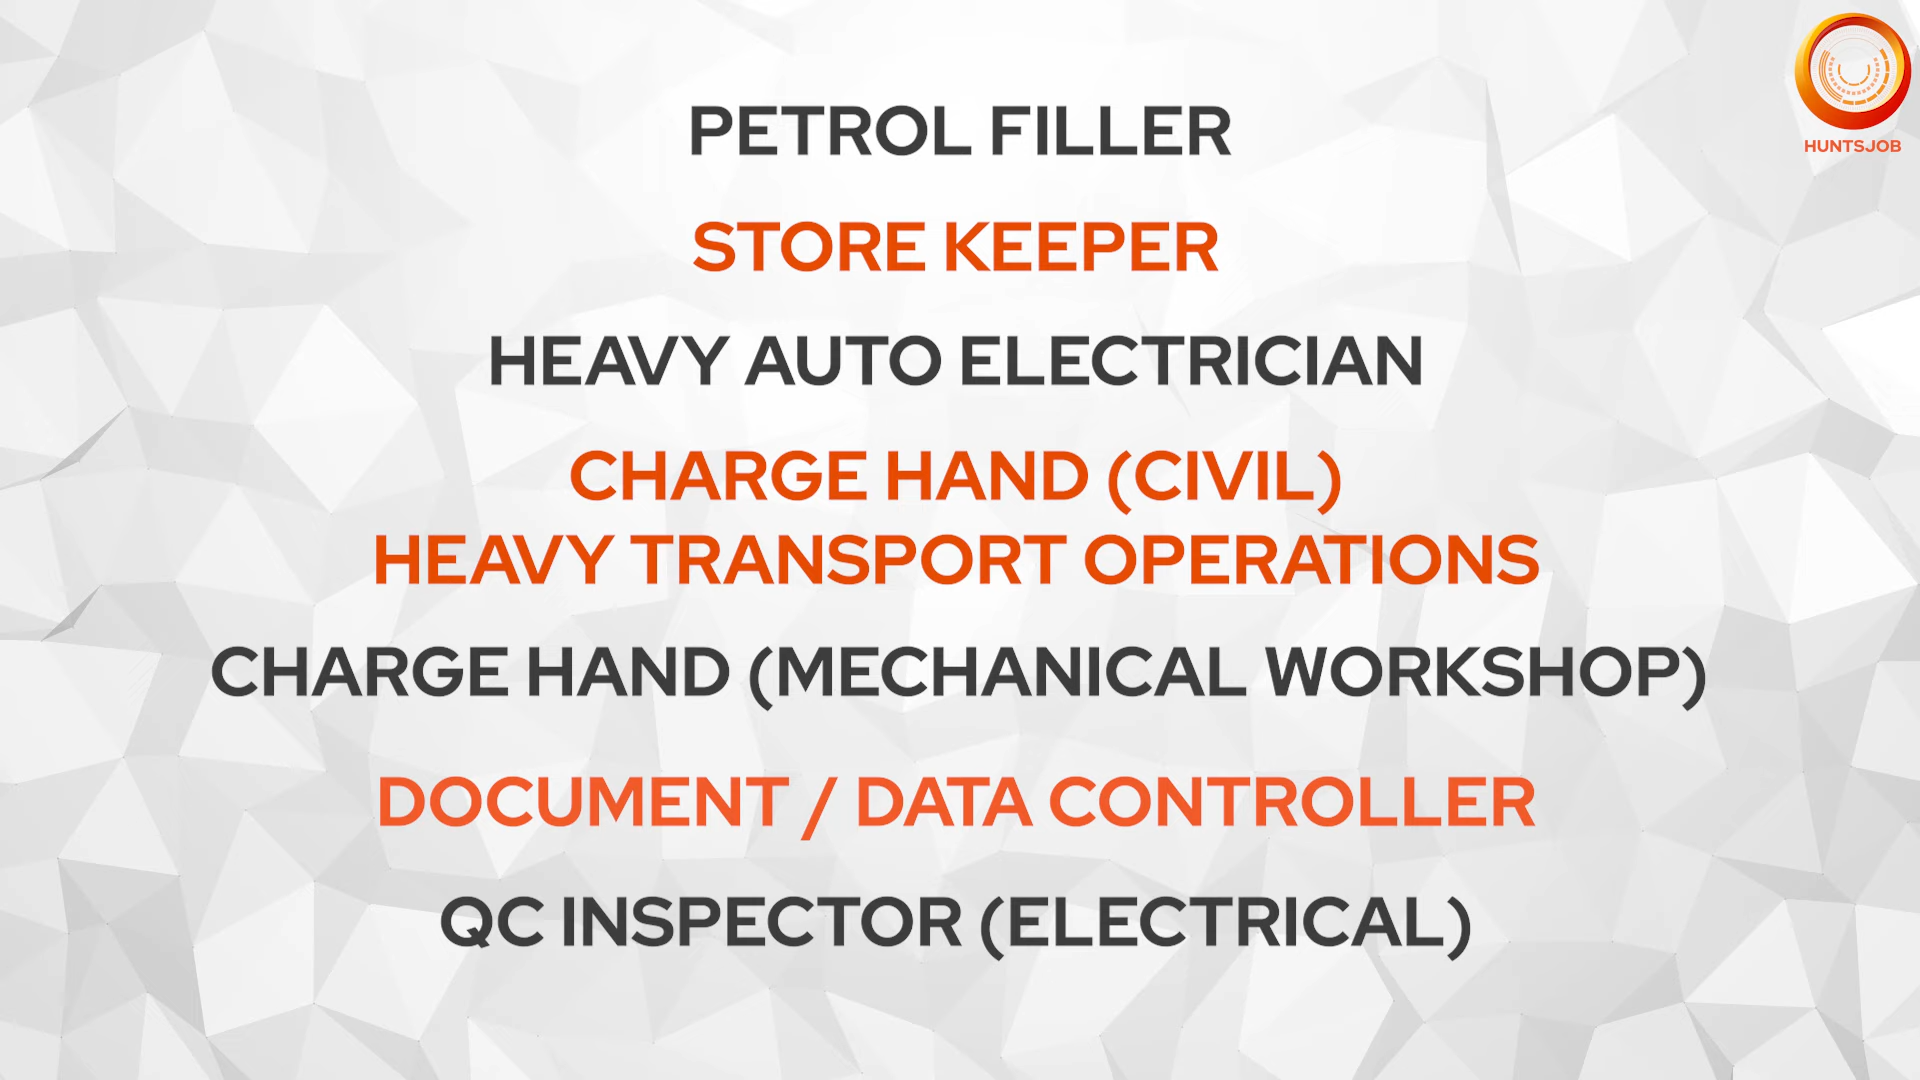 HUNTSJOB
PETROL FILLER
STORE KEEPER
HEAVY AUTO ELECTRICIAN
CHARGE HAND (CIVIL)
HEAVY TRANSPORT OPERATIONS
CHARGE HAND (MECHANICAL WORKSHOP)
DOCUMENT / DATA CONTROLLER
QC INSPECTOR (ELECTRICAL)